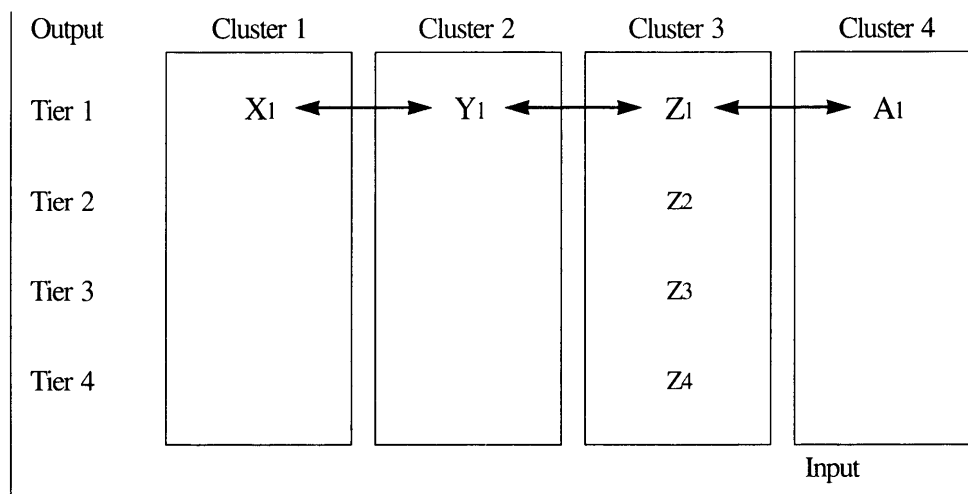 Output Cluster 1 Cluster 2 Cluster 3 Cluster 4
Tier 1 X1 Y1 Z1 A1
Tier 2 Z2
Tier 3 Z3
Tier 4 Z4
Input